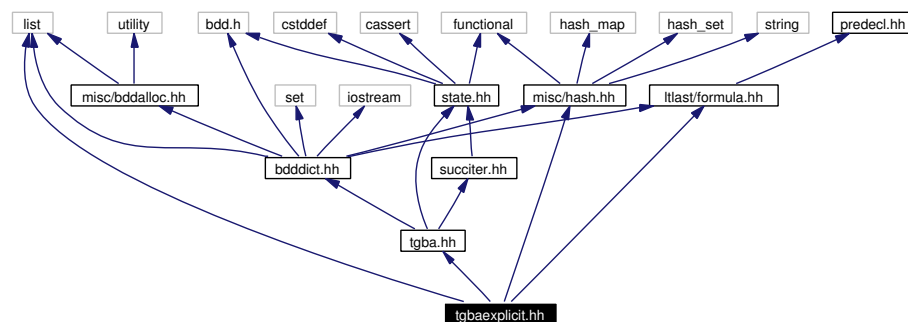 list
utility
bdd.h
cstddef
cassert
functional
hash_map
hash_set
string
predecl.hh
misc/bddalloc.hh
set
iostream
state.hh
misc/hash.hh
ltlast/formula.hh
bdddict.hh
succiter.hh
tgba.hh
tgbaexplicit.hh